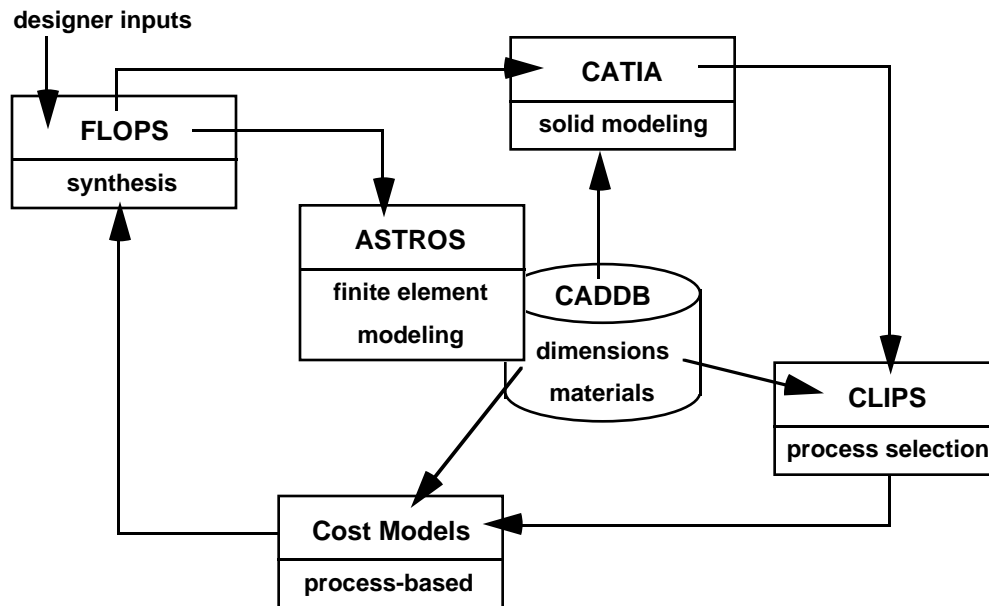 designer inputs
FLOPS
synthesis
CATIA
solid modeling
ASTROS
finite element
modeling
CADDB
dimensions
materials
CLIPS
process selection
Cost Models
process-based